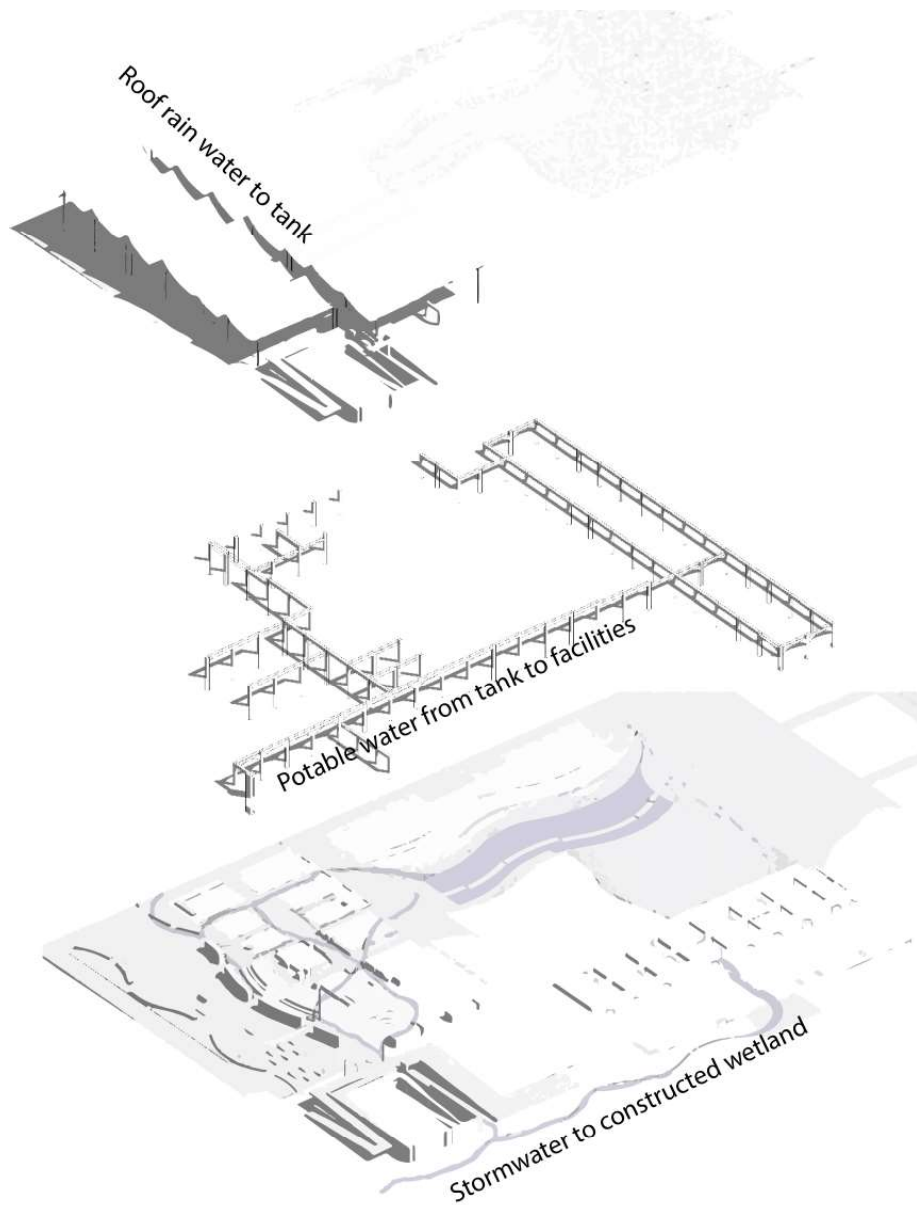 Roof rain water to tank
Potable water from tank to facilities
Stormwater to constructed wetland